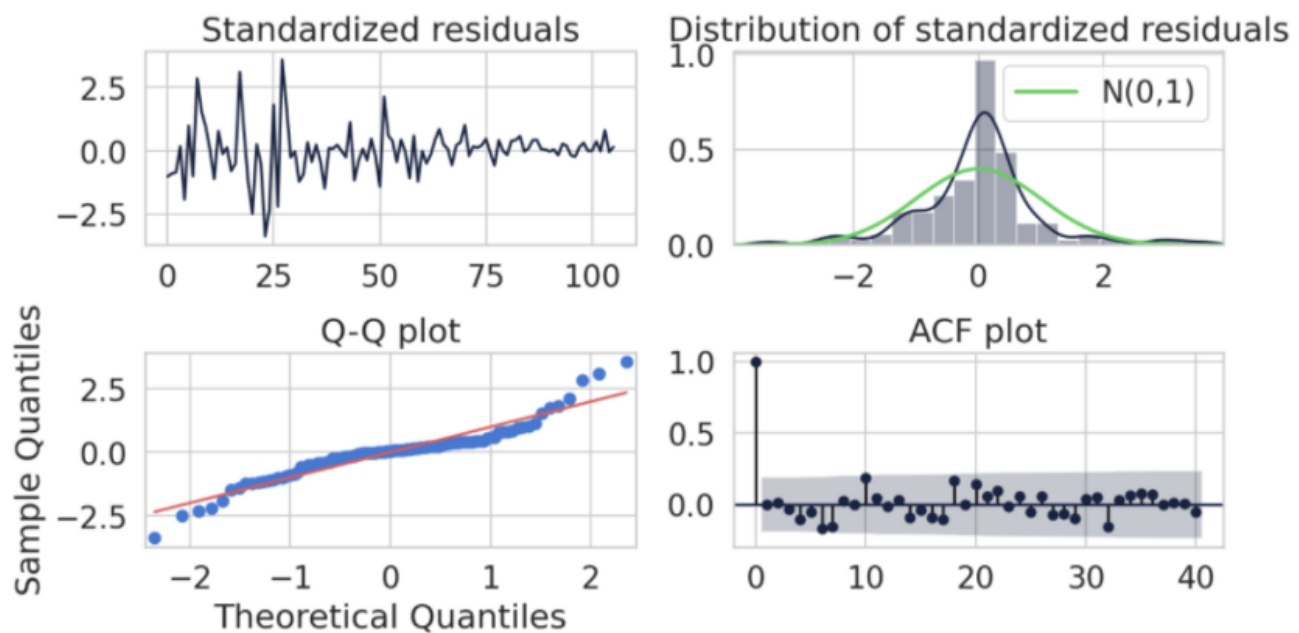 Standardized residuals
2.5
0.0
−2.5
0 25 50 75 100
Distribution of standardized residuals
1.0
0.5
0.0
N(0,1)
−2 0 2
Q-Q plot
Sample Quantiles
2.5
0.0
−2.5
−2 −1 0 1 2
Theoretical Quantiles
ACF plot
1.0
0.5
0.0
0 10 20 30 40